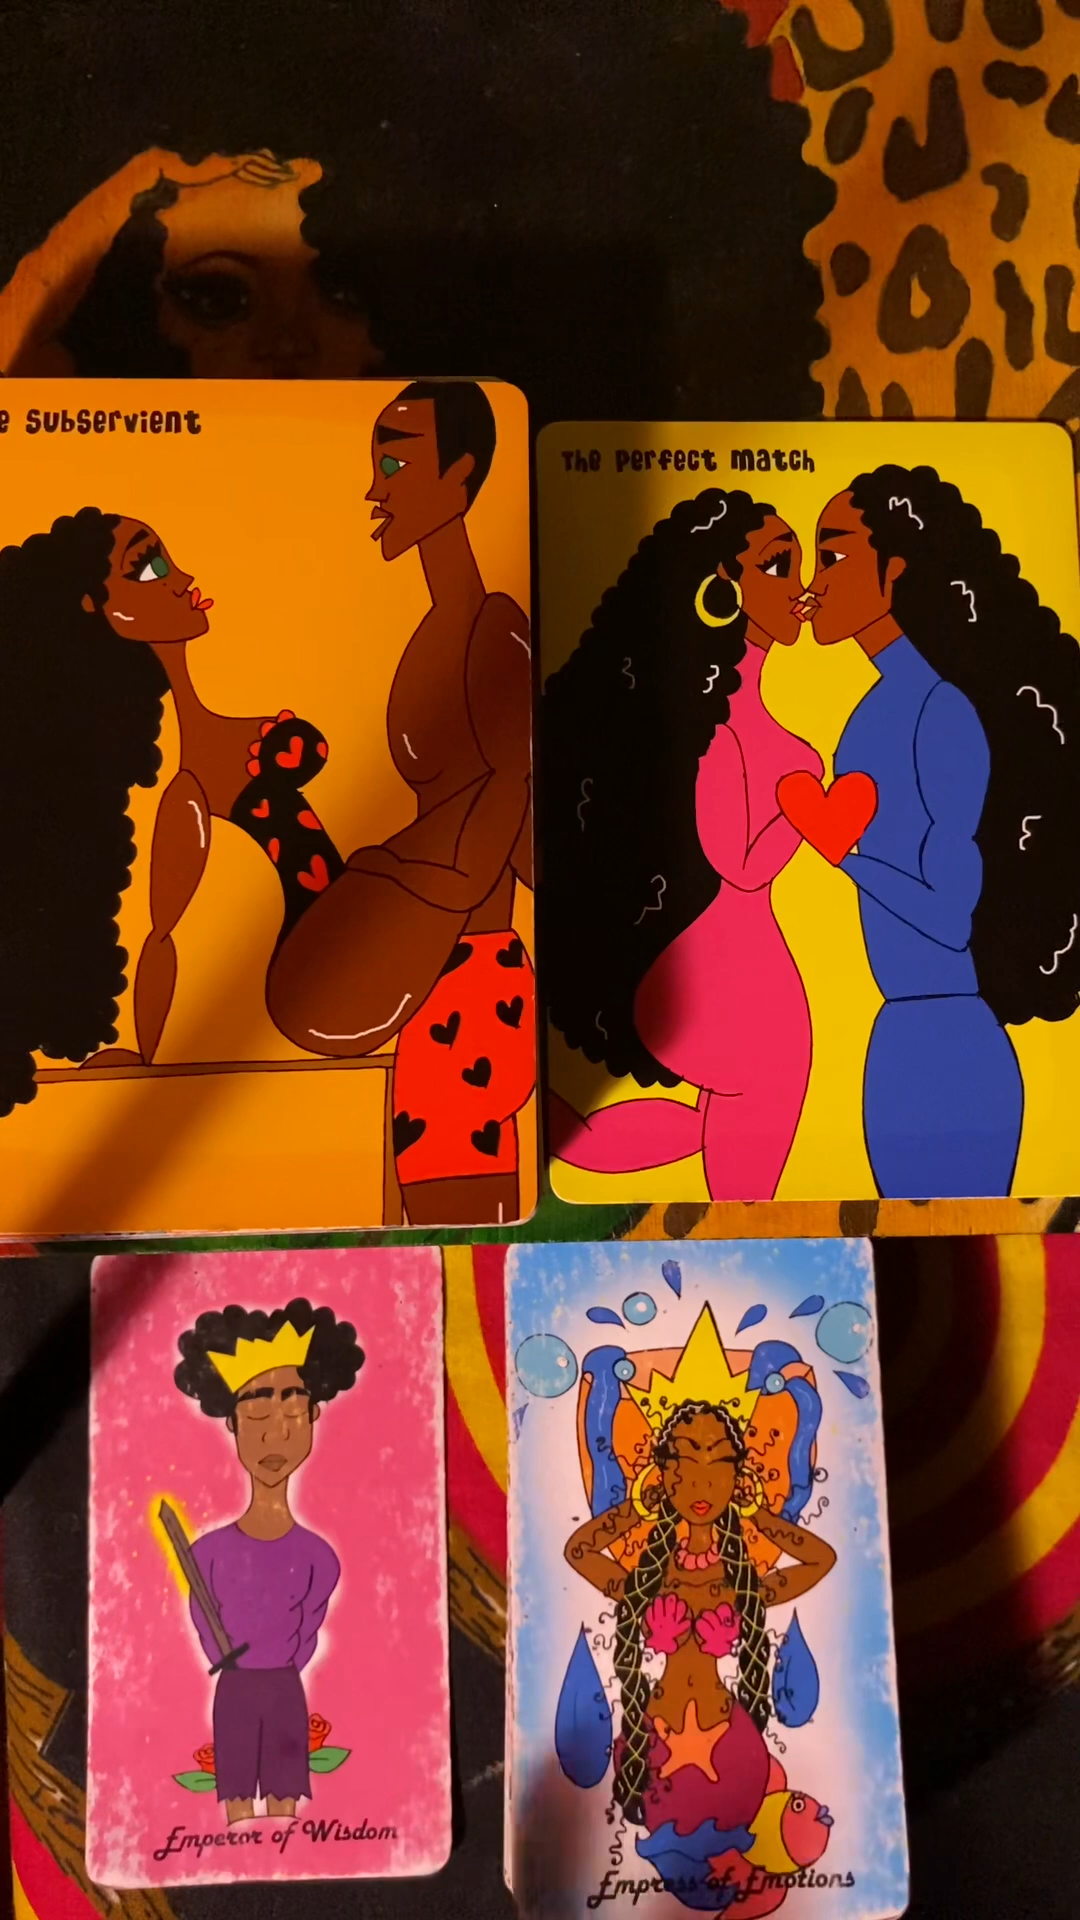 e Subservient
The Perfect Match
Emperor of Wisdom
Empress of Emotions